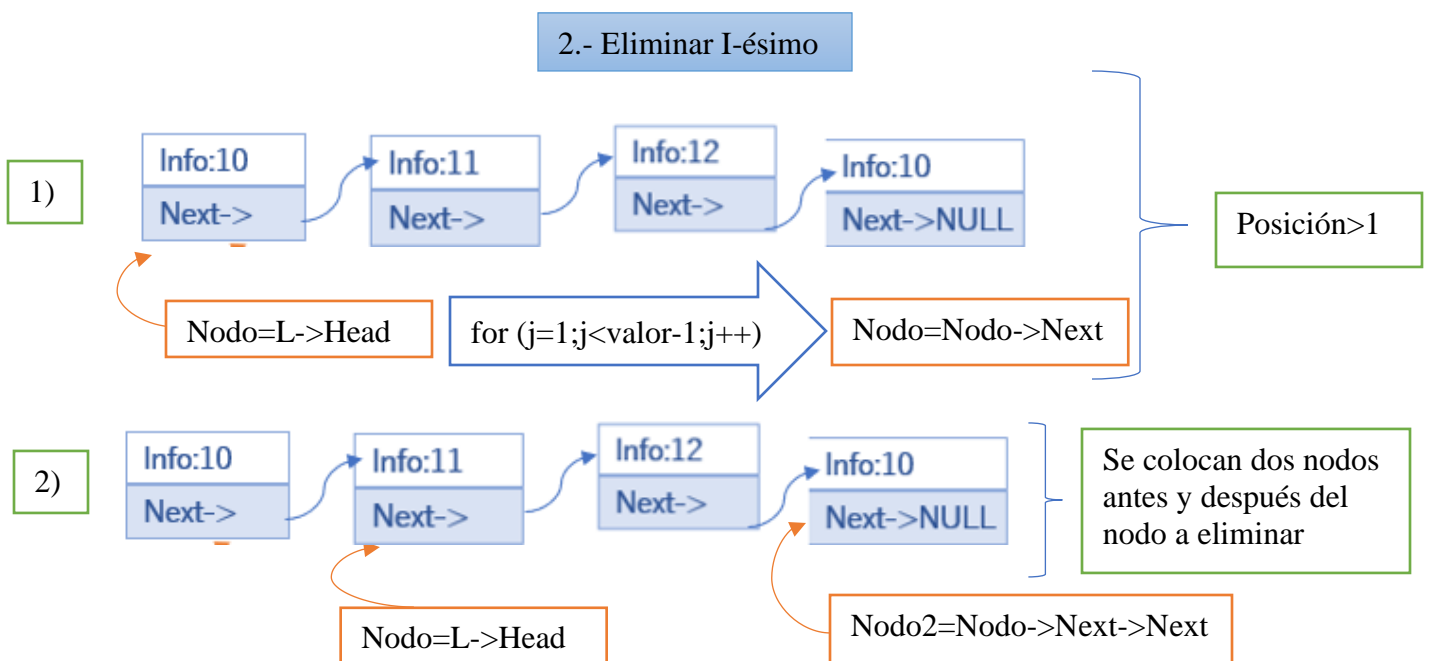 2.- Eliminar I-ésimo
1)
Info:10
Next->
Info:11
Next->
Info:12
Next->
Info:10
Next->NULL
Posición>1
Nodo=L->Head
for (j=1;j<valor-1;j++)
Nodo=Nodo->Next
2)
Info:10
Next->
Info:11
Next->
Info:12
Next->
Info:10
Next->NULL
Se colocan dos nodos
antes y después del
nodo a eliminar
Nodo=L->Head
Nodo2=Nodo->Next->Next